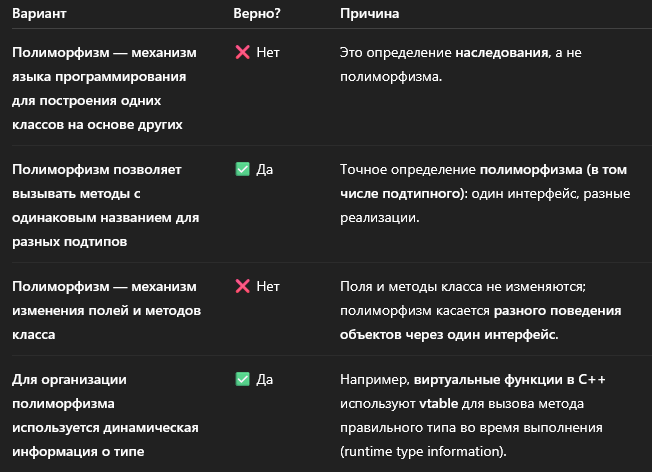 Вариант Верно? Причина
Полиморфизм — механизм ❌ Нет Это определение наследования, а не
языка программирования полиморфизма.
для построения одних
классов на основе других
Полиморфизм позволяет ✅ Да Точное определение полиморфизма (в том
вызывать методы с числе подтипного): один интерфейс, разные
одинаковым названием для реализации.
разных подтипов
Полиморфизм — механизм ❌ Нет Поля и методы класса не изменяются;
изменения полей и методов полиморфизм касается разного поведения
класса объектов через один интерфейс.
Для организации ✅ Да Например, виртуальные функции в C++
полиморфизма используют vtable для вызова метода
используется динамическая правильного типа во время выполнения
информация о типе (runtime type information).